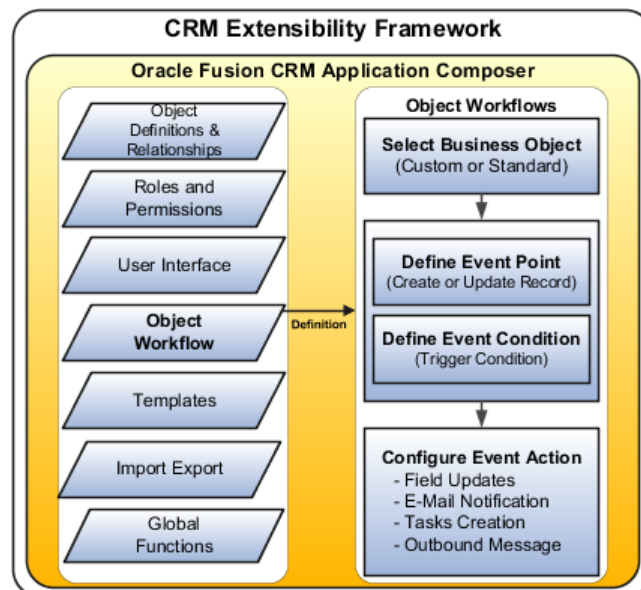 CRM Extensibility Framework
Oracle Fusion CRM Application Composer
Object
Definitions &
Relationships
Roles and
Permissions
User Interface
Object
Workflow
Templates
Import Export
Global
Functions
Definition
Object Workflows
Select Business Object
(Custom or Standard)
Define Event Point
(Create or Update Record)
Define Event Condition
(Trigger Condition)
Configure Event Action
- Field Updates
- E-Mail Notification
- Tasks Creation
- Outbound Message